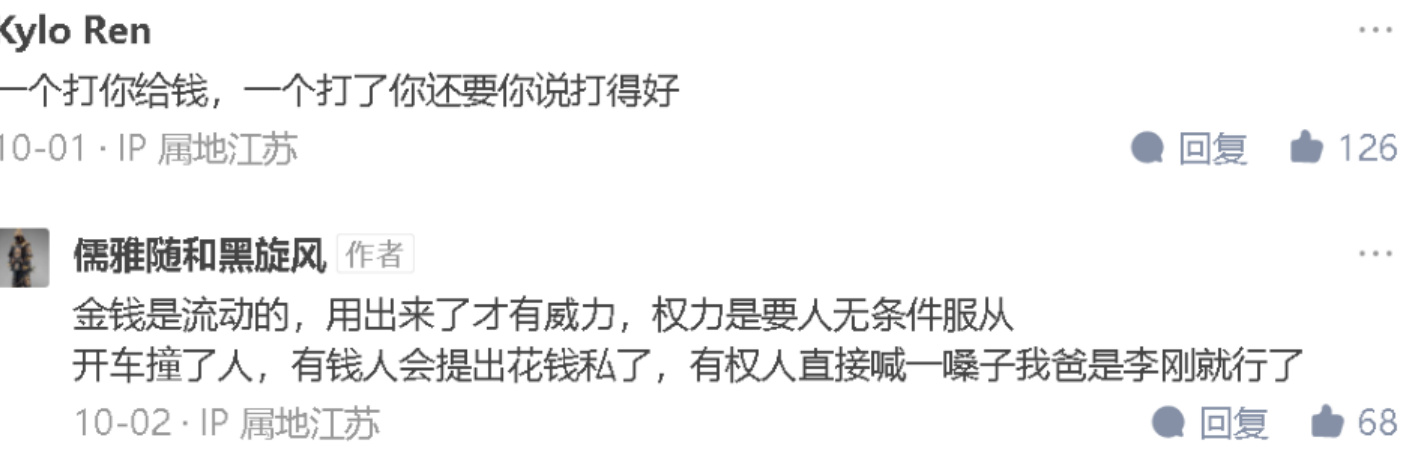 Kylo Ren
一个打你给钱，一个打了你还要你说打得好
10-01 · IP 属地江苏
回复 126
儒雅随和黑旋风 作者
金钱是流动的，用出来了才有威力，权力是要人无条件服从
开车撞了人，有钱人会提出花钱私了，有权人直接喊一嗓子我爸是李刚就行了
10-02 · IP 属地江苏
回复 68